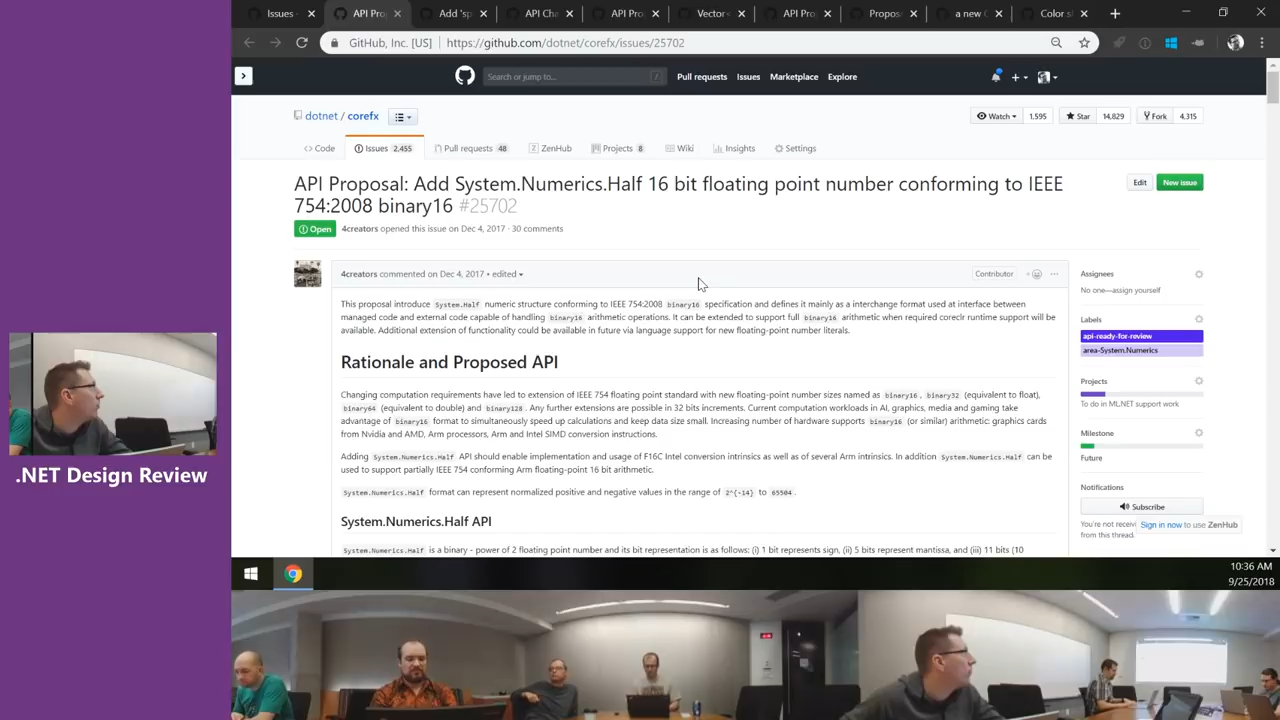 Issues
API Prop
Add 'sp
API Cha
API Pro
Vector
API Pro
Propos
a new C
Color st
GitHub, Inc. [US] | https://github.com/dotnet/corefx/issues/25702
Search or jump to...
/
Pull requests
Issues
Marketplace
Explore
dotnet / corefx
Watch
1,595
Star
14,829
Fork
4,315
Code
Issues 2,455
Pull requests 48
ZenHub
Projects 8
Wiki
Insights
Settings
API Proposal: Add System.Numerics.Half 16 bit floating point number conforming to IEEE
754:2008 binary16 #25702
Edit
New issue
Open
4creators opened this issue on Dec 4, 2017 · 30 comments
4creators commented on Dec 4, 2017 • edited
Contributor
This proposal introduce System.Half numeric structure conforming to IEEE 754:2008 binary16 specification and defines it mainly as a interchange format used at interface between
managed code and external code capable of handling binary16 arithmetic operations. It can be extended to support full binary16 arithmetic when required coreclr runtime support will be
available. Additional extension of functionality could be available in future via language support for new floating-point number literals.
Rationale and Proposed API
Changing computation requirements have led to extension of IEEE 754 floating point standard with new floating-point number sizes named as binary16, binary32 (equivalent to float),
binary64 (equivalent to double) and binary128. Any further extensions are possible in 32 bits increments. Current computation workloads in AI, graphics, media and gaming take
advantage of binary16 format to simultaneously speed up calculations and keep data size small. Increasing number of hardware supports binary16 (or similar) arithmetic: graphics cards
from Nvidia and AMD, Arm processors, Arm and Intel SIMD conversion instructions.
Adding System.Numerics.Half API should enable implementation and usage of F16C Intel conversion intrinsics as well as of several Arm intrinsics. In addition System.Numerics.Half can be
used to support partially IEEE 754 conforming Arm floating-point 16 bit arithmetic.
System.Numerics.Half format can represent normalized positive and negative values in the range of 2^{-14} to 65504.
System.Numerics.Half API
System.Numerics.Half is a binary - power of 2 floating point number and its bit representation is as follows: (i) 1 bit represents sign, (ii) 5 bits represent mantissa, and (iii) 11 bits (10
Assignees
No one—assign yourself
Labels
api-ready-for-review
area-System.Numerics
Projects
To do in ML.NET support work
Milestone
Future
Notifications
Subscribe
You're not receivi
from this thread.
Sign in now to use ZenHub
.NET Design Review
10:36 AM
9/25/2018